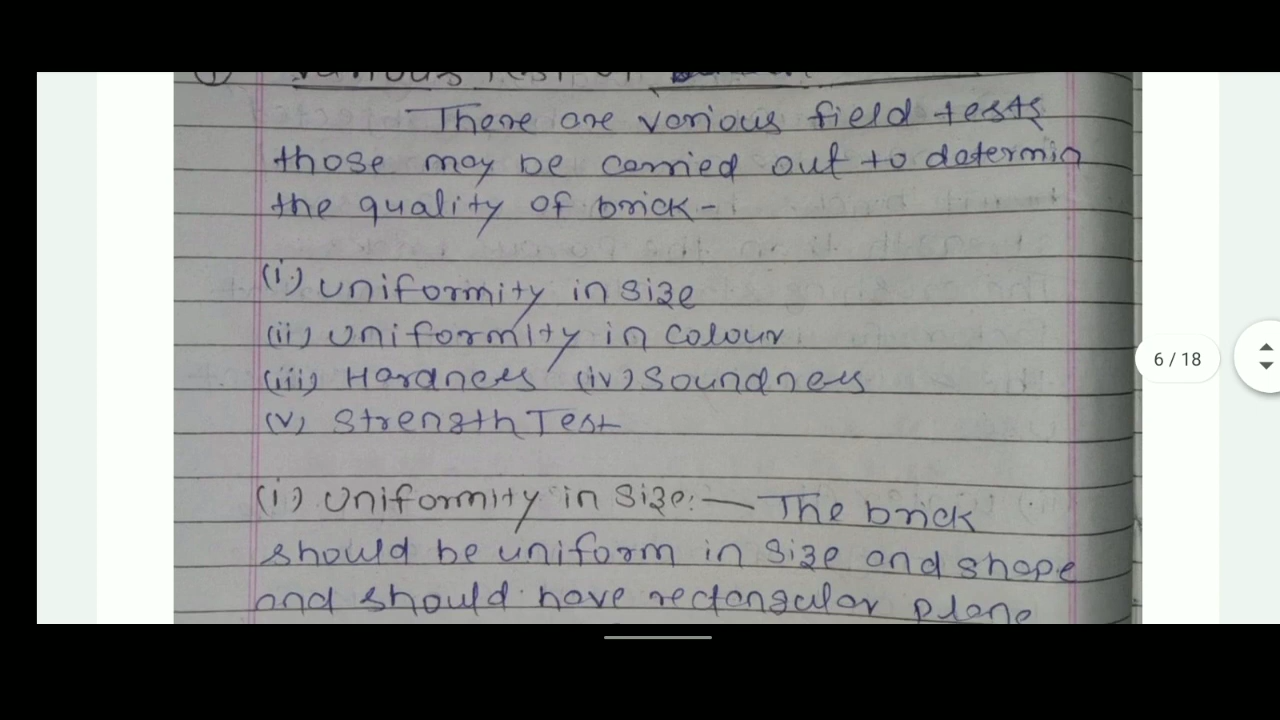 There are various field tests
those may be carried out to determin
the quality of brick-
(i) Uniformity in size
(ii) Uniformity in colour
(iii) Hardness (iv) Soundness
(v) Strength Test
(i) Uniformity in size:— The brick
should be uniform in size and shape
and should have rectangular plane
6 / 18